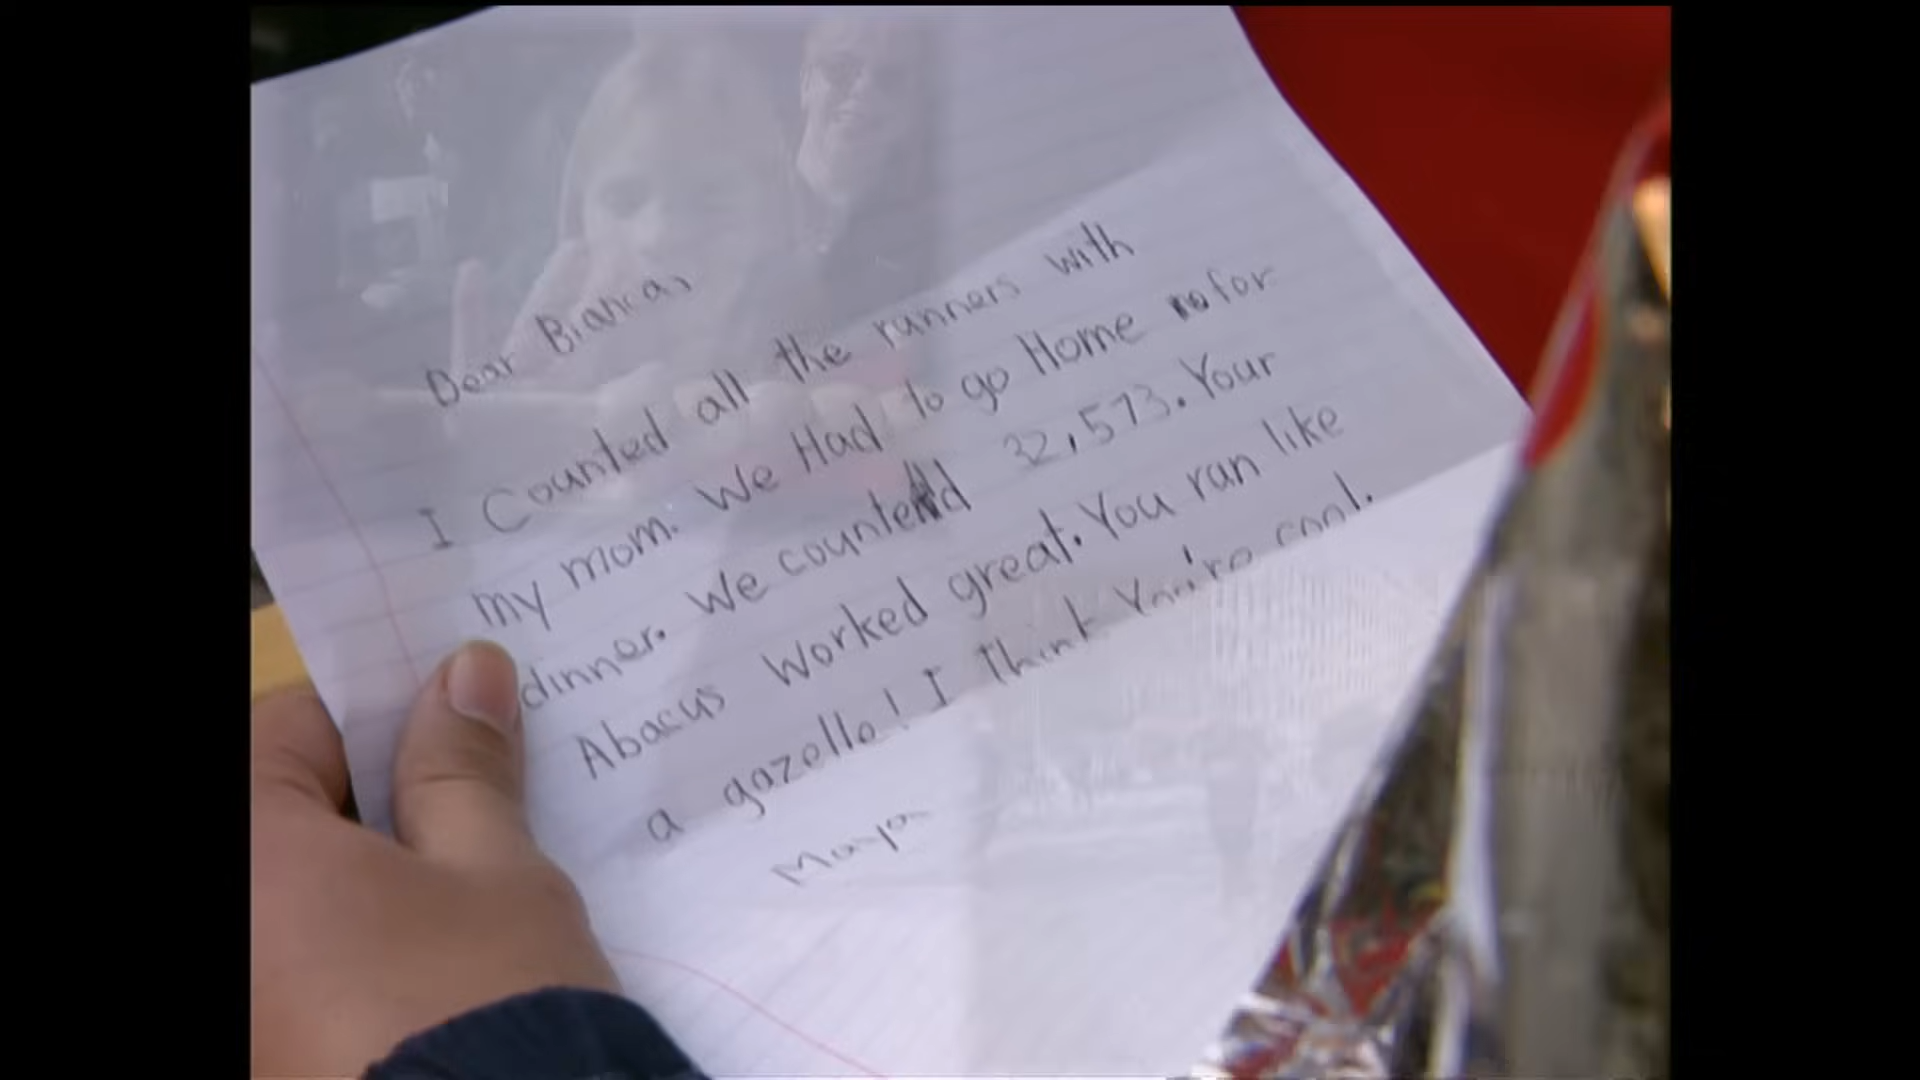 Dear Bianca,
I Counted all the runners with
my mom. We Had to go Home for
dinner. We counted 32,573. Your
Abacus Worked great. You ran like
a gazelle! I Think You're cool.
Maya